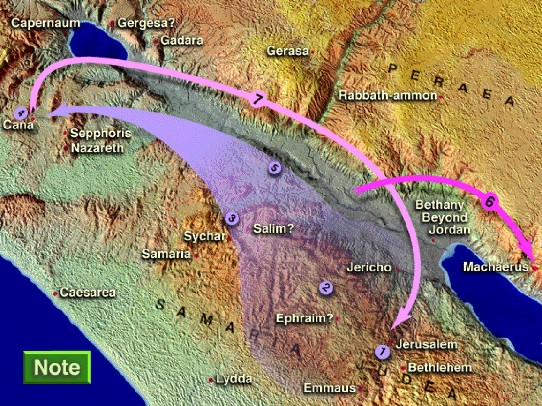 Capernaum
Gergesa?
Gadara
Gerasa
PERAEA
Rabbath-ammon
7
4
Cana
Sepphoris
Nazareth
5
6
Bethany
Beyond
Jordan
3
Salim?
Sychar
Samaria
Jericho
Machaerus
Caesarea
2
Ephraim?
SAMARIA
Jerusalem
1
Bethlehem
JUDEA
Note
Lydda
Emmaus